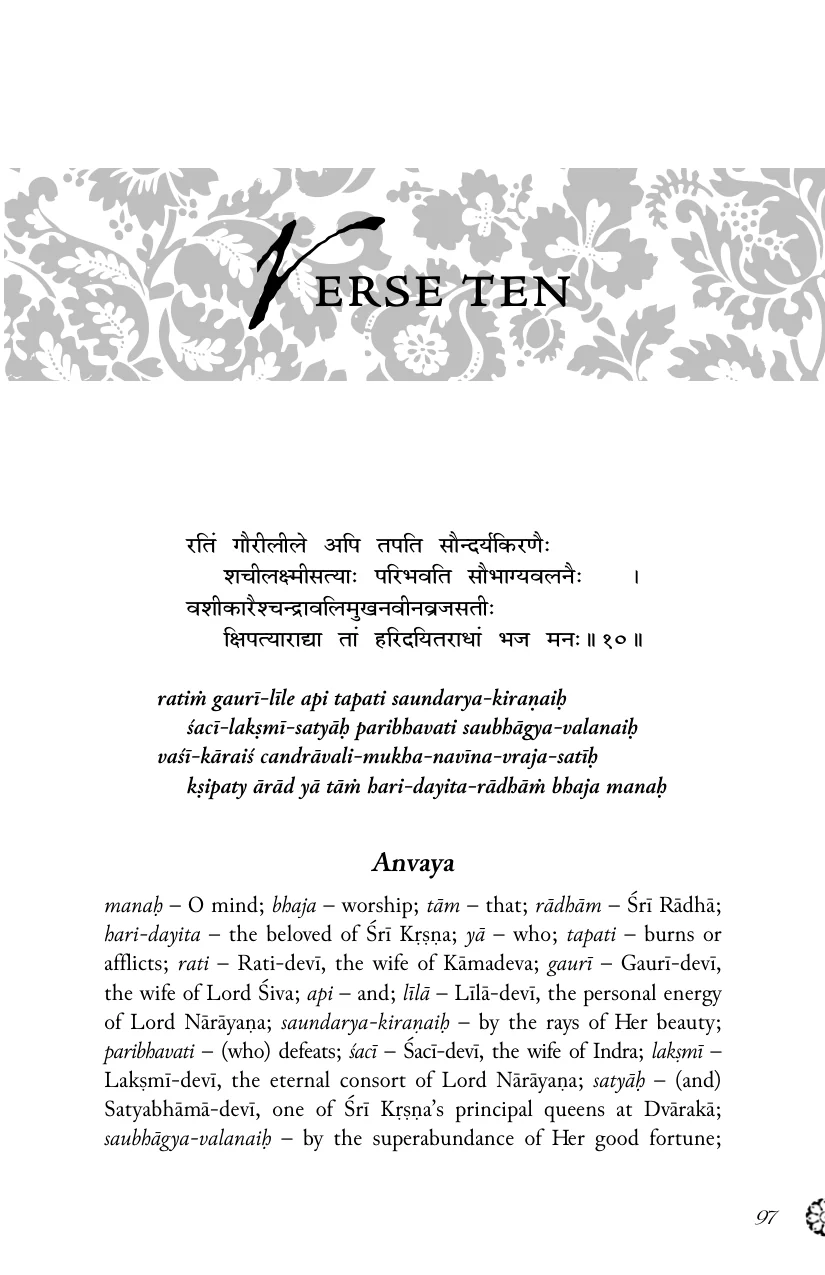 VERSE TEN
रतिं गौरीलीले अपि तपति सौन्दर्यकिरणैः
शचीलक्ष्मीसत्याः परिभवति सौभाग्यवलनैः ।
वशीकारैश्चन्द्रावलिमुखनवीनव्रजसतीः
क्षिपत्याराद्या तां हरिदयितराधां भज मनः॥१०॥
ratiṁ gaurī-līle api tapati saundarya-kiraṇaiḥ
śacī-lakṣmī-satyāḥ paribhavati saubhāgya-valanaiḥ
vaśī-kāraiś candrāvali-mukha-navīna-vraja-satīḥ
kṣipaty ārād yā tāṁ hari-dayita-rādhāṁ bhaja manaḥ
Anvaya
manaḥ – O mind; bhaja – worship; tām – that; rādhām – Śrī Rādhā;
hari-dayita – the beloved of Śrī Kṛṣṇa; yā – who; tapati – burns or
afflicts; rati – Rati-devī, the wife of Kāmadeva; gaurī – Gaurī-devī,
the wife of Lord Śiva; api – and; līlā – Līlā-devī, the personal energy
of Lord Nārāyaṇa; saundarya-kiraṇaiḥ – by the rays of Her beauty;
paribhavati – (who) defeats; śacī – Śacī-devī, the wife of Indra; lakṣmī –
Lakṣmī-devī, the eternal consort of Lord Nārāyaṇa; satyāḥ – (and)
Satyabhāmā-devī, one of Śrī Kṛṣṇa’s principal queens at Dvārakā;
saubhāgya-valanaiḥ – by the superabundance of Her good fortune;
97